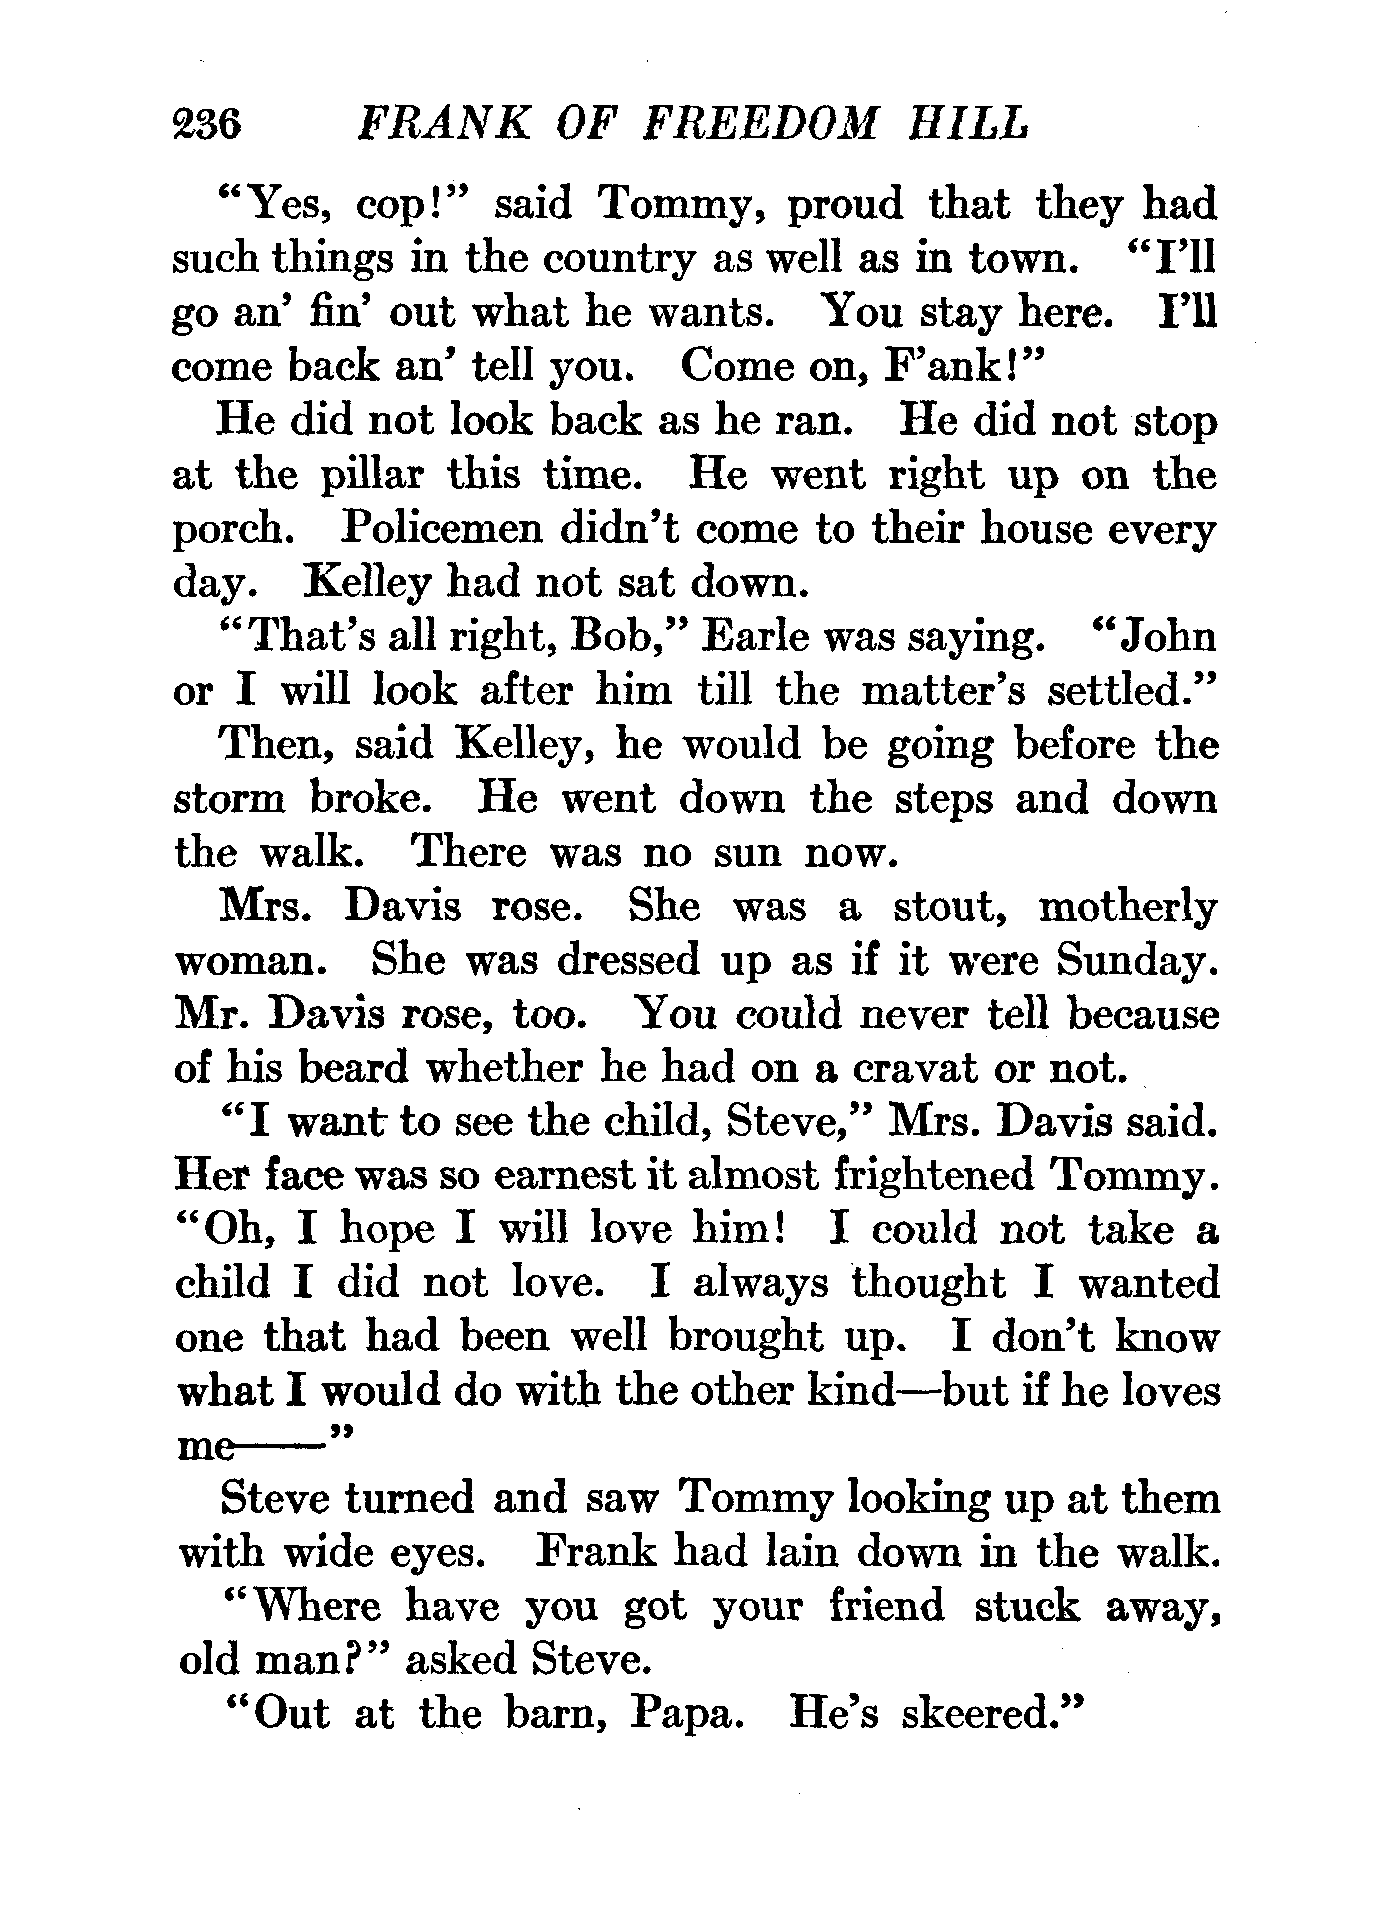 236 FRANK OF FREEDOM HILL
“Yes, cop!” said Tommy, proud that they had
such things in the country as well as in town. “I’ll
go an’ fin’ out what he wants. You stay here. I’ll
come back an’ tell you. Come on, F’ank!”
He did not look back as he ran. He did not stop
at the pillar this time. He went right up on the
porch. Policemen didn’t come to their house every
day. Kelley had not sat down.
“That’s all right, Bob,” Earle was saying. “John
or I will look after him till the matter’s settled.”
Then, said Kelley, he would be going before the
storm broke. He went down the steps and down
the walk. There was no sun now.
Mrs. Davis rose. She was a stout, motherly
woman. She was dressed up as if it were Sunday.
Mr. Davis rose, too. You could never tell because
of his beard whether he had on a cravat or not.
“I want to see the child, Steve,” Mrs. Davis said.
Her face was so earnest it almost frightened Tommy.
“Oh, I hope I will love him! I could not take a
child I did not love. I always thought I wanted
one that had been well brought up. I don’t know
what I would do with the other kind—but if he loves
me——”
Steve turned and saw Tommy looking up at them
with wide eyes. Frank had lain down in the walk.
“Where have you got your friend stuck away,
old man?” asked Steve.
“Out at the barn, Papa. He’s skeered.”